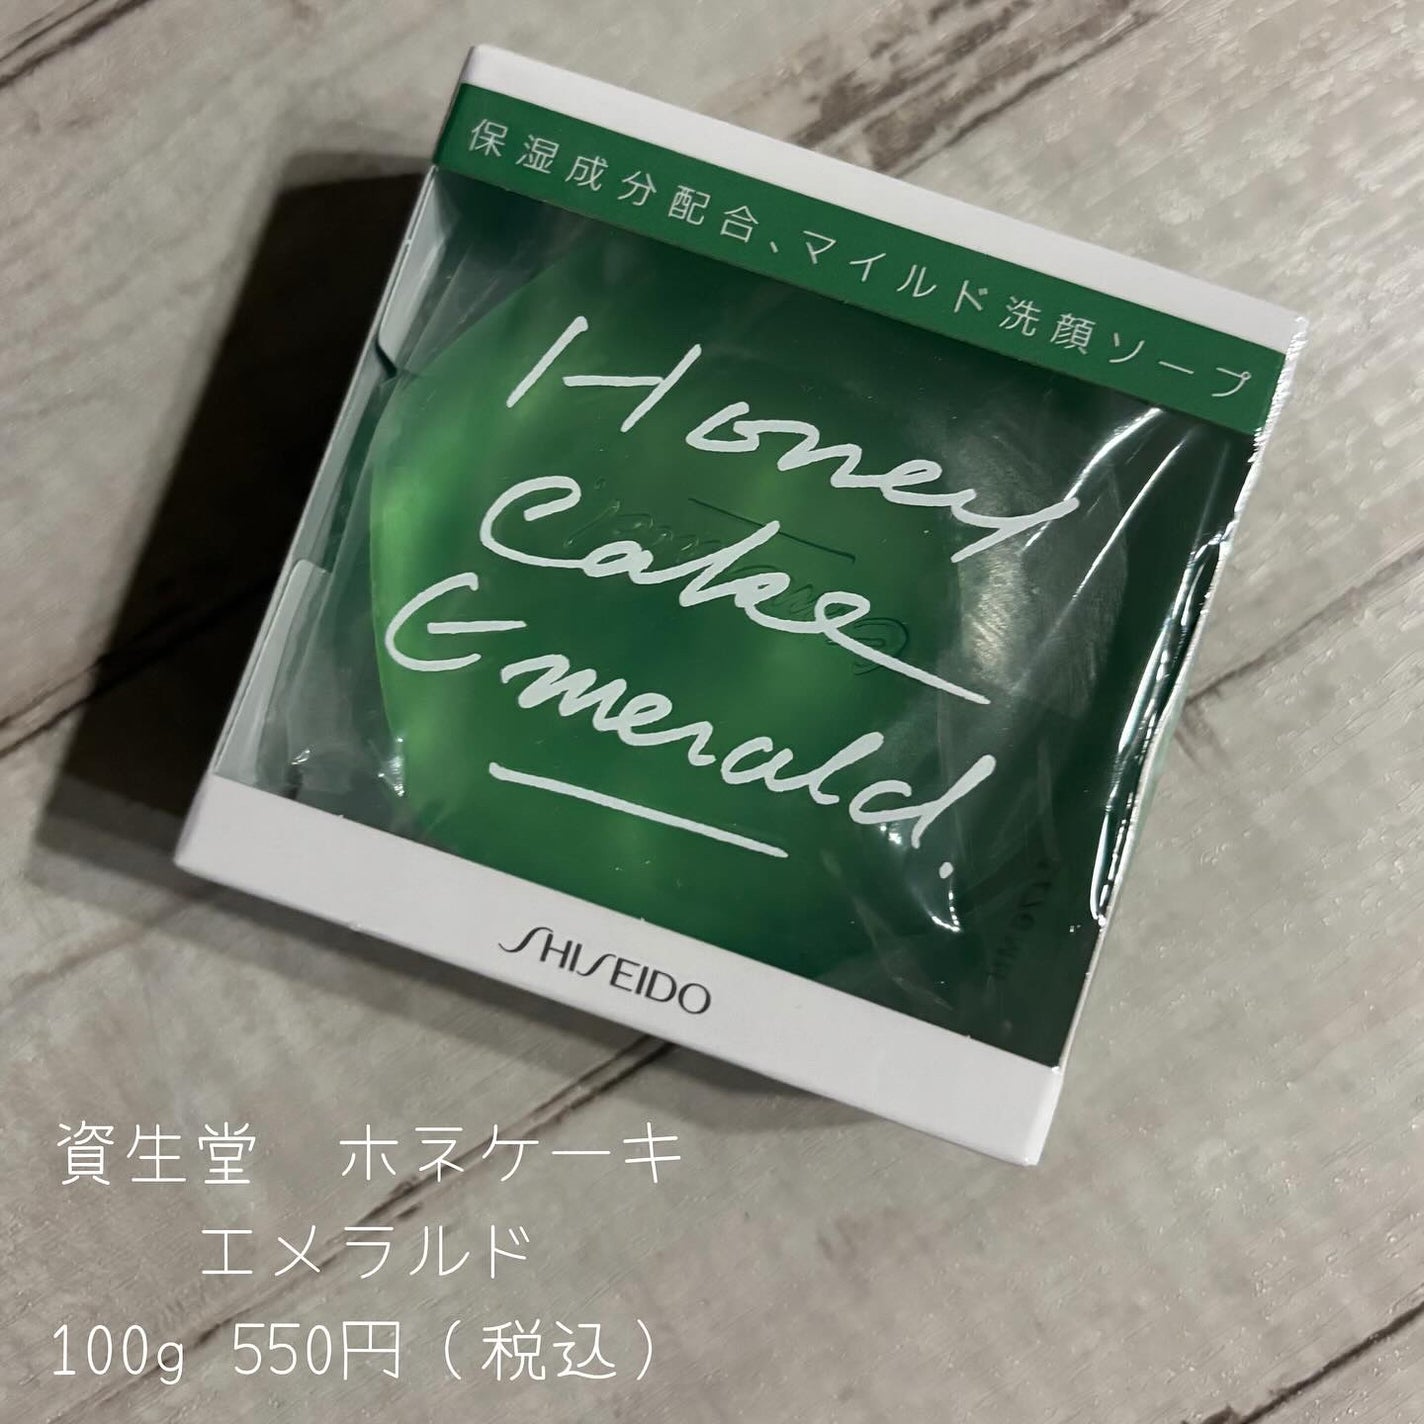 保湿成分配合、マイルド洗顔ソープ
Honey
Cake
Emerald.
SHISEIDO
資生堂　ホネケーキ
エメラルド
100g 550円（税込）